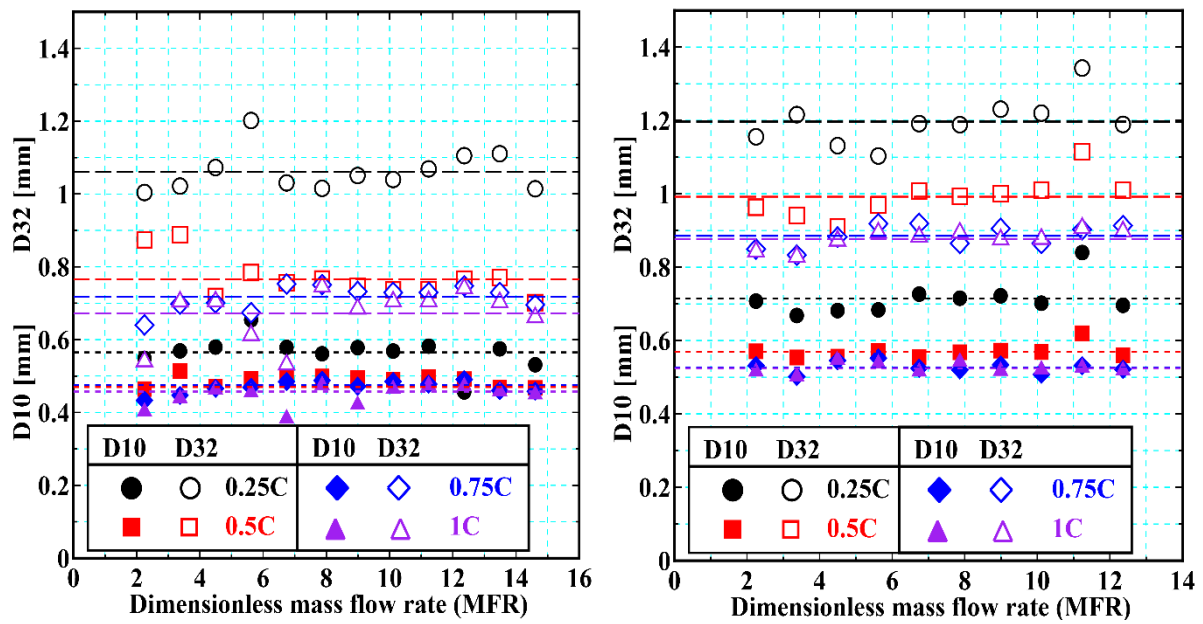 1.4
1.2
1
0.8
0.6
0.4
0.2
0
D32 [mm]
D10 [mm]
D10 D32 D10 D32
0.25C 0.75C
0.5C 1C
0 2 4 6 8 10 12 14 16
Dimensionless mass flow rate (MFR)
1.4
1.2
1
0.8
0.6
0.4
0.2
0
D32 [mm]
D10 [mm]
D10 D32 D10 D32
0.25C 0.75C
0.5C 1C
0 2 4 6 8 10 12 14
Dimensionless mass flow rate (MFR)